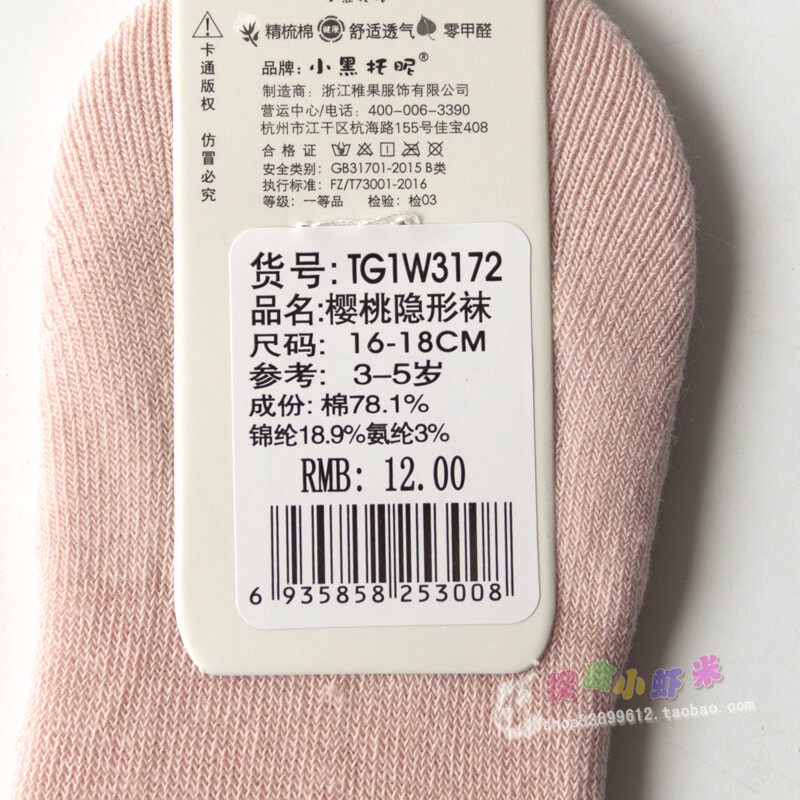 精梳棉 舒适透气 零甲醛
品牌: 小黑托昵®
制造商: 浙江稚果服饰有限公司
营运中心/电话: 400-006-3390
杭州市江干区杭海路155号佳宝408
合格证
安全类别: GB31701-2015 B类
执行标准: FZ/T73001-2016
等级: 一等品 检验: 检03
卡通版权 仿冒必究
货号: TG1W3172
品名:樱桃隐形袜
尺码: 16-18CM
参考: 3-5岁
成份: 棉78.1%
锦纶18.9%氨纶3%
RMB: 12.00
6 935858 253008
小虾米
shop33899612.taobao.com